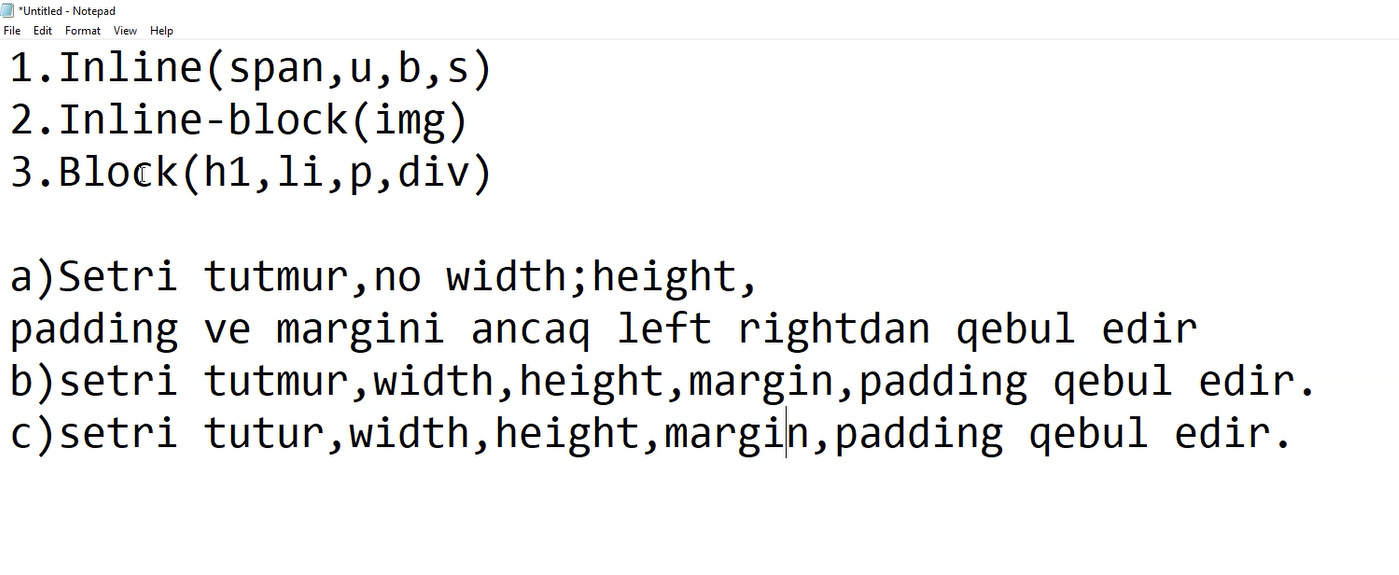 *Untitled - Notepad
File Edit Format View Help
1.Inline(span,u,b,s)
2.Inline-block(img)
3.Block(h1,li,p,div)
a)Setri tutmur,no width;height,
padding ve margini ancaq left rightdan qebul edir
b)setri tutmur,width,height,margin,padding qebul edir.
c)setri tutur,width,height,margin,padding qebul edir.